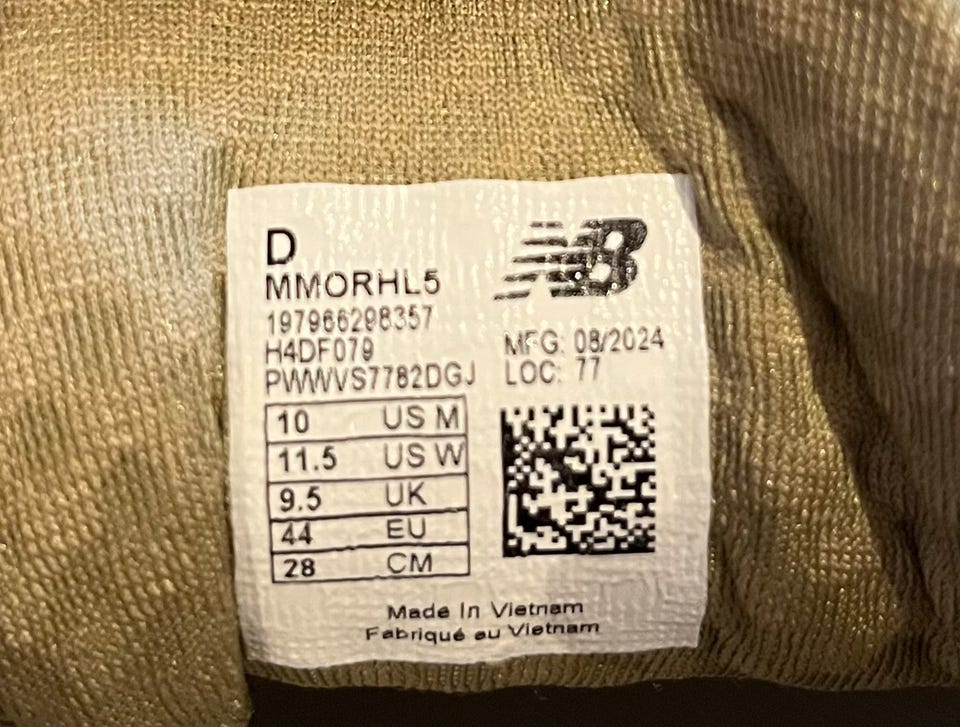 D
MMORHL5
197966298357
H4DF079
PWWVS7782DGJ
NB
MFG: 08/2024
LOC: 77
10 US M
11.5 US W
9.5 UK
44 EU
28 CM
Made In Vietnam
Fabriqué au Vietnam